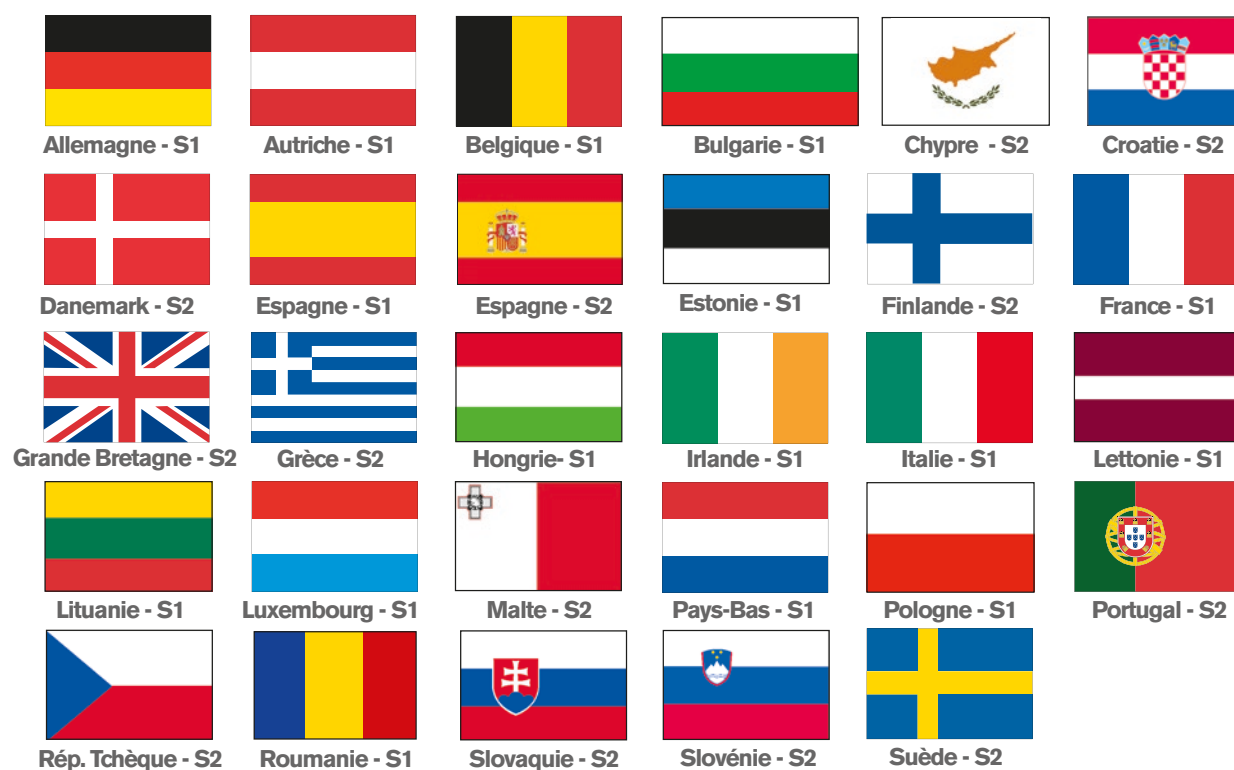 Allemagne - S1
Autriche - S1
Belgique - S1
Bulgarie - S1
Chypre - S2
Croatie - S2
Danemark - S2
Espagne - S1
Espagne - S2
Estonie - S1
Finlande - S2
France - S1
Grande Bretagne - S2
Grèce - S2
Hongrie- S1
Irlande - S1
Italie - S1
Lettonie - S1
Lituanie - S1
Luxembourg - S1
Malte - S2
Pays-Bas - S1
Pologne - S1
Portugal - S2
Rép. Tchèque - S2
Roumanie - S1
Slovaquie - S2
Slovénie - S2
Suède - S2